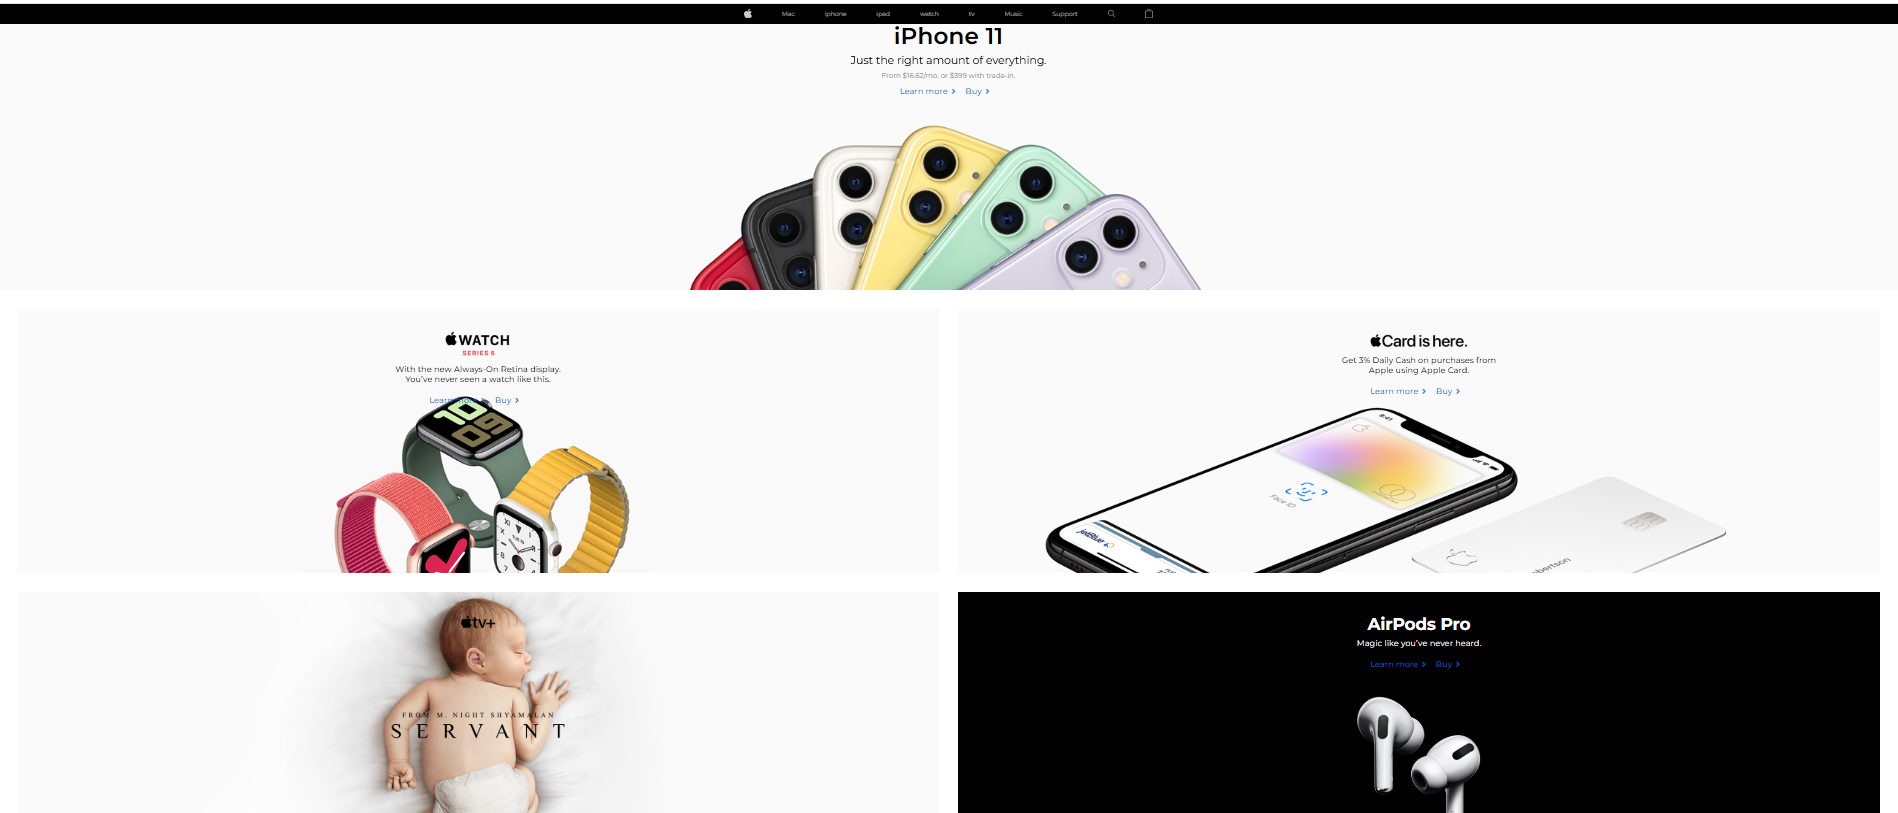 Mac iphone ipad watch tv Music Support
iPhone 11
Just the right amount of everything.
From $16.62/mo. or $399 with trade-in.
Learn more Buy
WATCH
SERIES 5
With the new Always-On Retina display.
You've never seen a watch like this.
Learn more Buy
10
09
Card is here.
Get 3% Daily Cash on purchases from
Apple using Apple Card.
Learn more Buy
9:41
Face ID
jetBlue
tv+
FROM M. NIGHT SHYAMALAN
SERVANT
AirPods Pro
Magic like you've never heard.
Learn more Buy